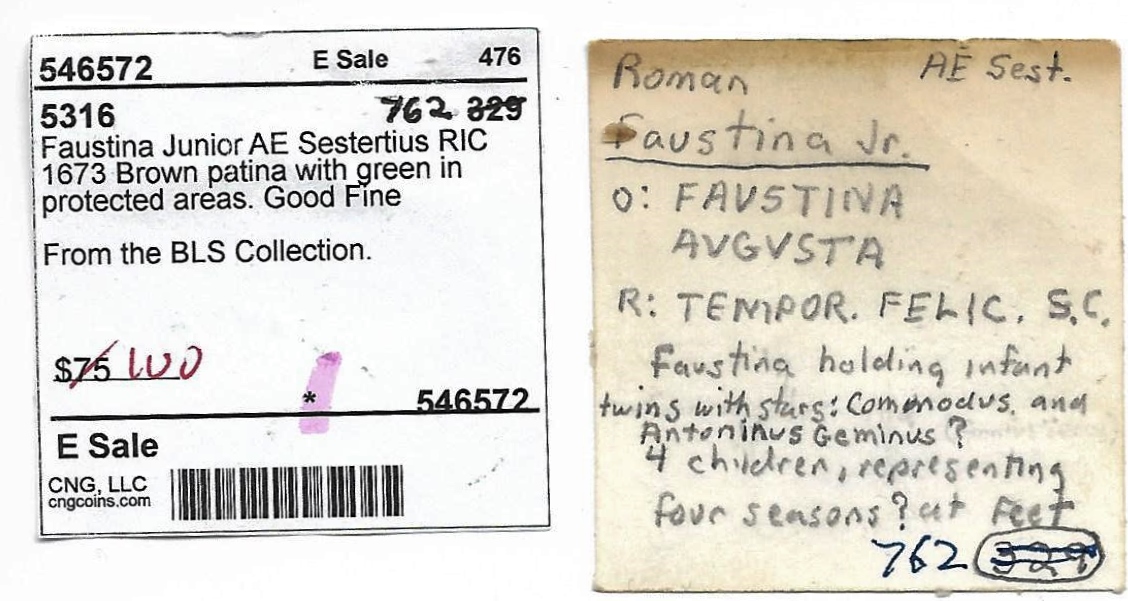 546572 E Sale 476
5316 762 329
Faustina Junior AE Sestertius RIC
1673 Brown patina with green in
protected areas. Good Fine
From the BLS Collection.
$75 100
* 546572
E Sale
CNG, LLC
cngcoins.com
Roman AE Sest.
Faustina Jr.
O: FAVSTINA
AVGVSTA
R: TEMPOR. FELIC. S.C.
Faustina holding infant
twins with stars: Commodus, and
Antoninus Geminus?
4 children, representing
four seasons? at feet
762 329